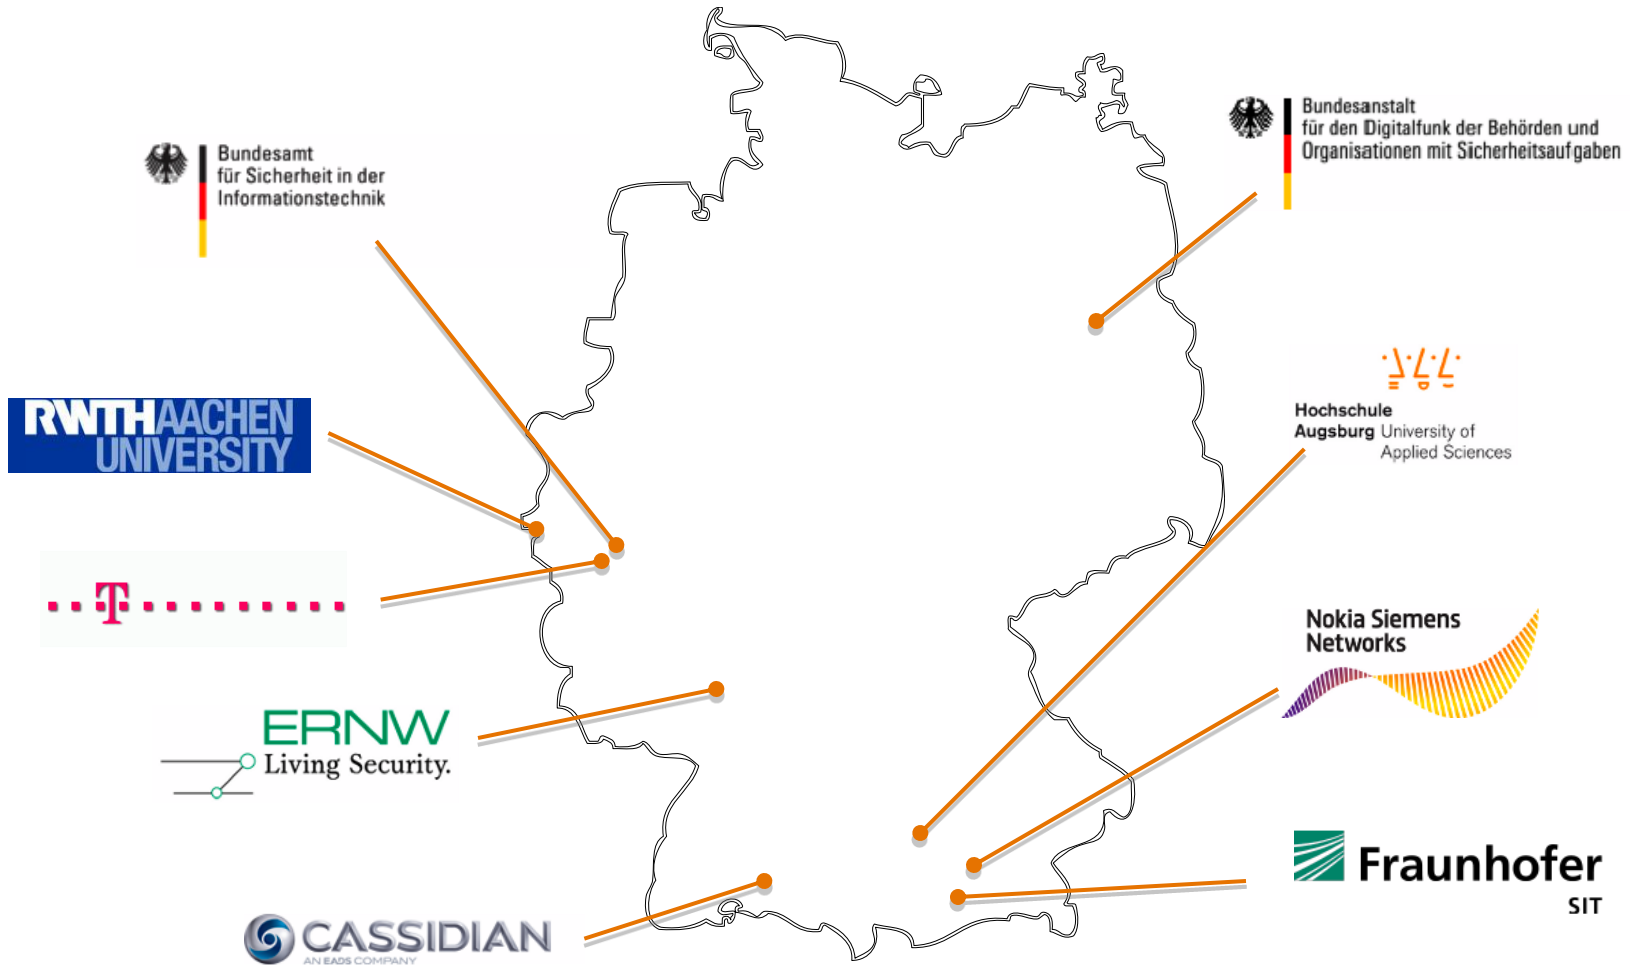 Bundesamt
für Sicherheit in der
Informationstechnik
Bundesanstalt
für den Digitalfunk der Behörden und
Organisationen mit Sicherheitsaufgaben
RWTHAACHEN
UNIVERSITY
Hochschule
Augsburg University of
Applied Sciences
T
Nokia Siemens
Networks
ERNW
Living Security.
Fraunhofer
SIT
CASSIDIAN
AN EADS COMPANY